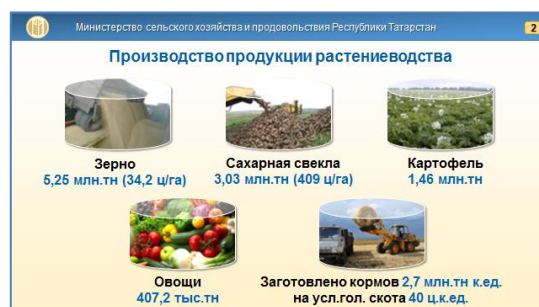 Министерство сельского хозяйства и продовольствия Республики Татарстан
2
Производство продукции растениеводства
Зерно
5,25 млн.тн (34,2 ц/га)
Сахарная свекла
3,03 млн.тн (409 ц/га)
Картофель
1,46 млн.тн
Овощи
407,2 тыс.тн
Заготовлено кормов 2,7 млн.тн к.ед.
на усл.гол. скота 40 ц.к.ед.